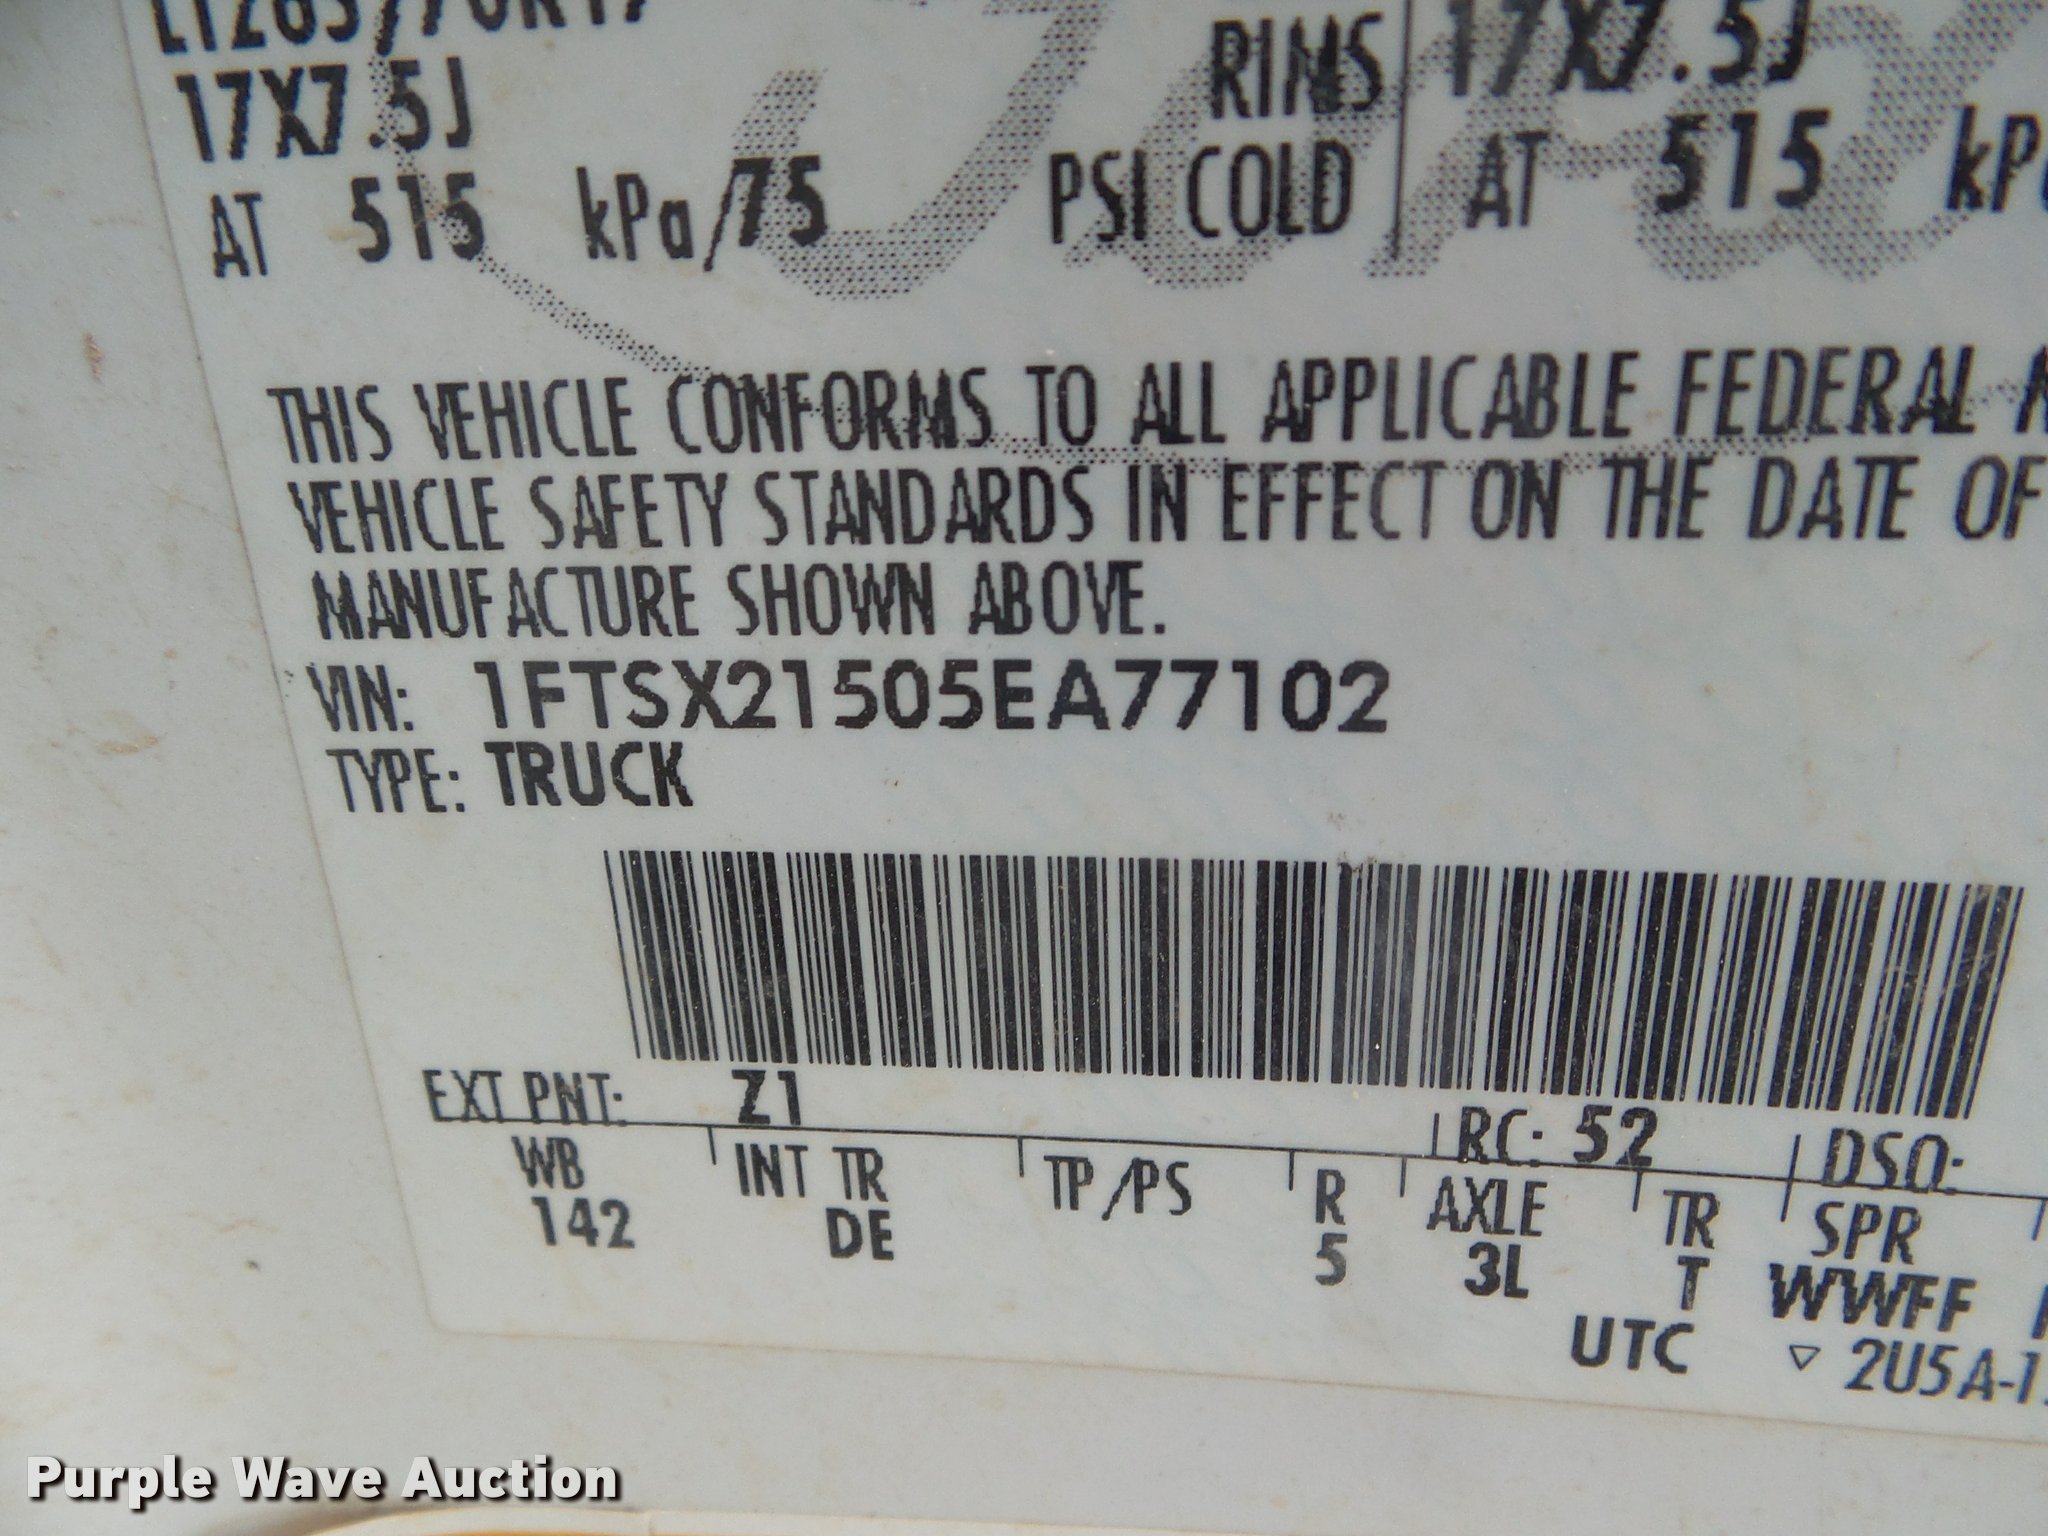 17X7.5J RIMS 17X7.5J
AT 515 kPa/75 PSI COLD AT 515
THIS VEHICLE CONFORMS TO ALL APPLICABLE FEDERAL
VEHICLE SAFETY STANDARDS IN EFFECT ON THE DATE OF
MANUFACTURE SHOWN ABOVE.
VIN: 1FTSX21505EA77102
TYPE: TRUCK
EXT PNT: Z1 RC: 52 DSO:
WB INT TR TP/PS R AXLE TR SPR
142 DE 5 3L T WWFF
UTC ▽ 2U5A-1
Purple Wave Auction